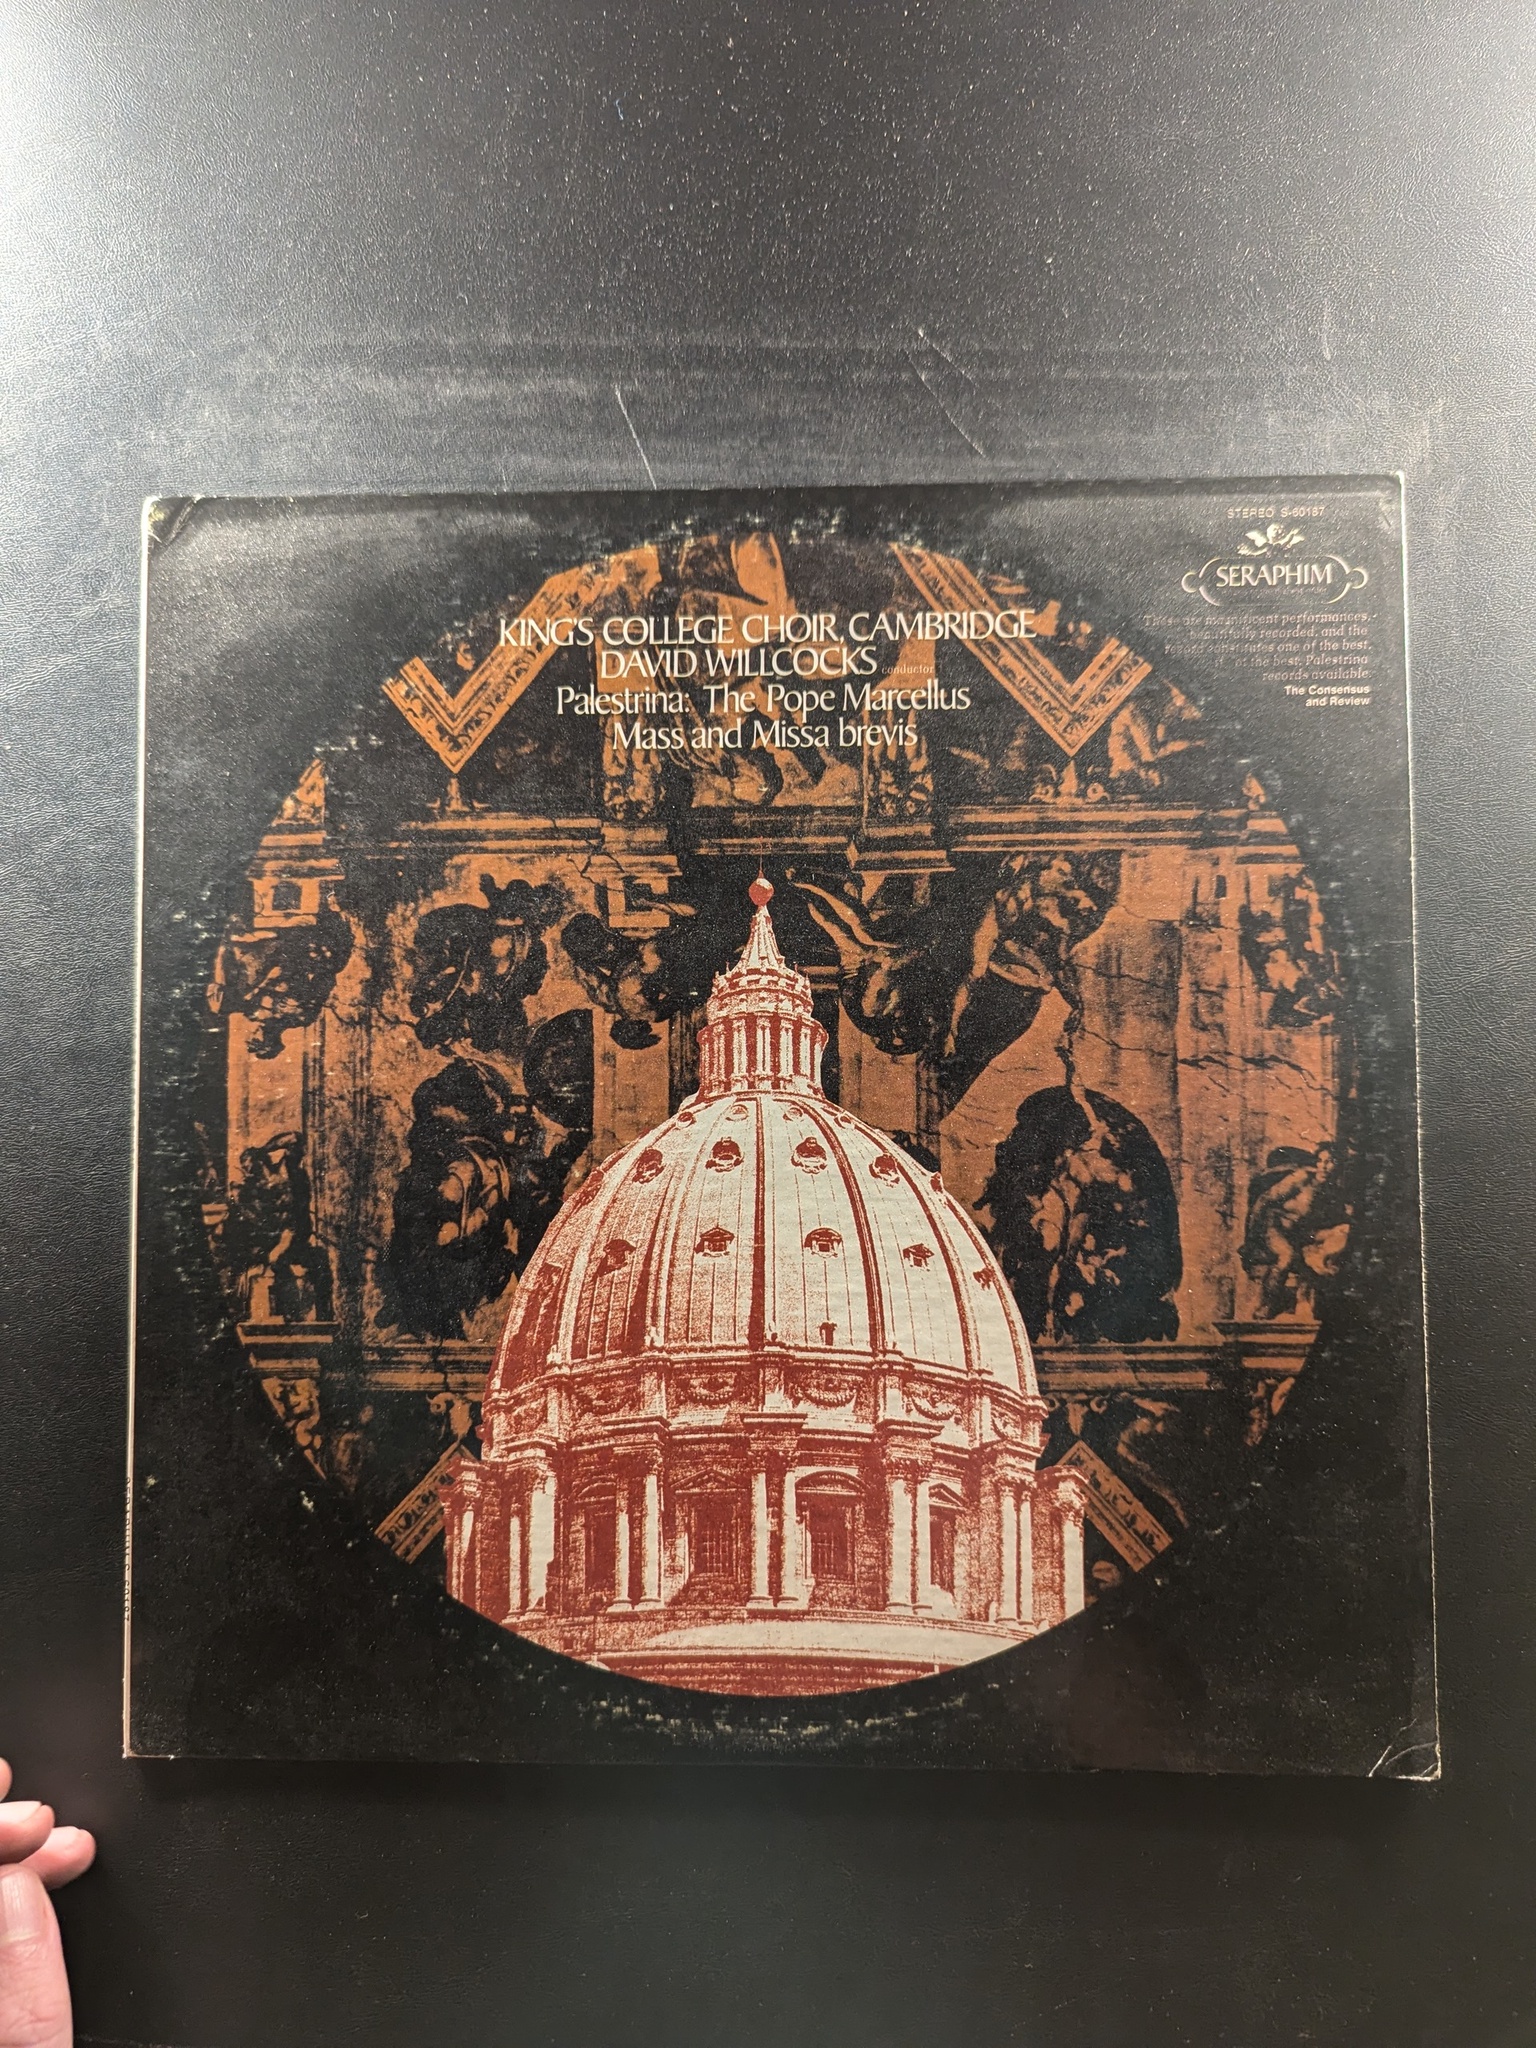 STEREO S-60187
SERAPHIM
KING'S COLLEGE CHOIR, CAMBRIDGE
DAVID WILLCOCKS conductor
Palestrina: The Pope Marcellus
Mass and Missa brevis
These are magnificent performances,
beautifully recorded, and the
record constitutes one of the best,
if of the best, Palestrina
records available.
The Consensus
and Review